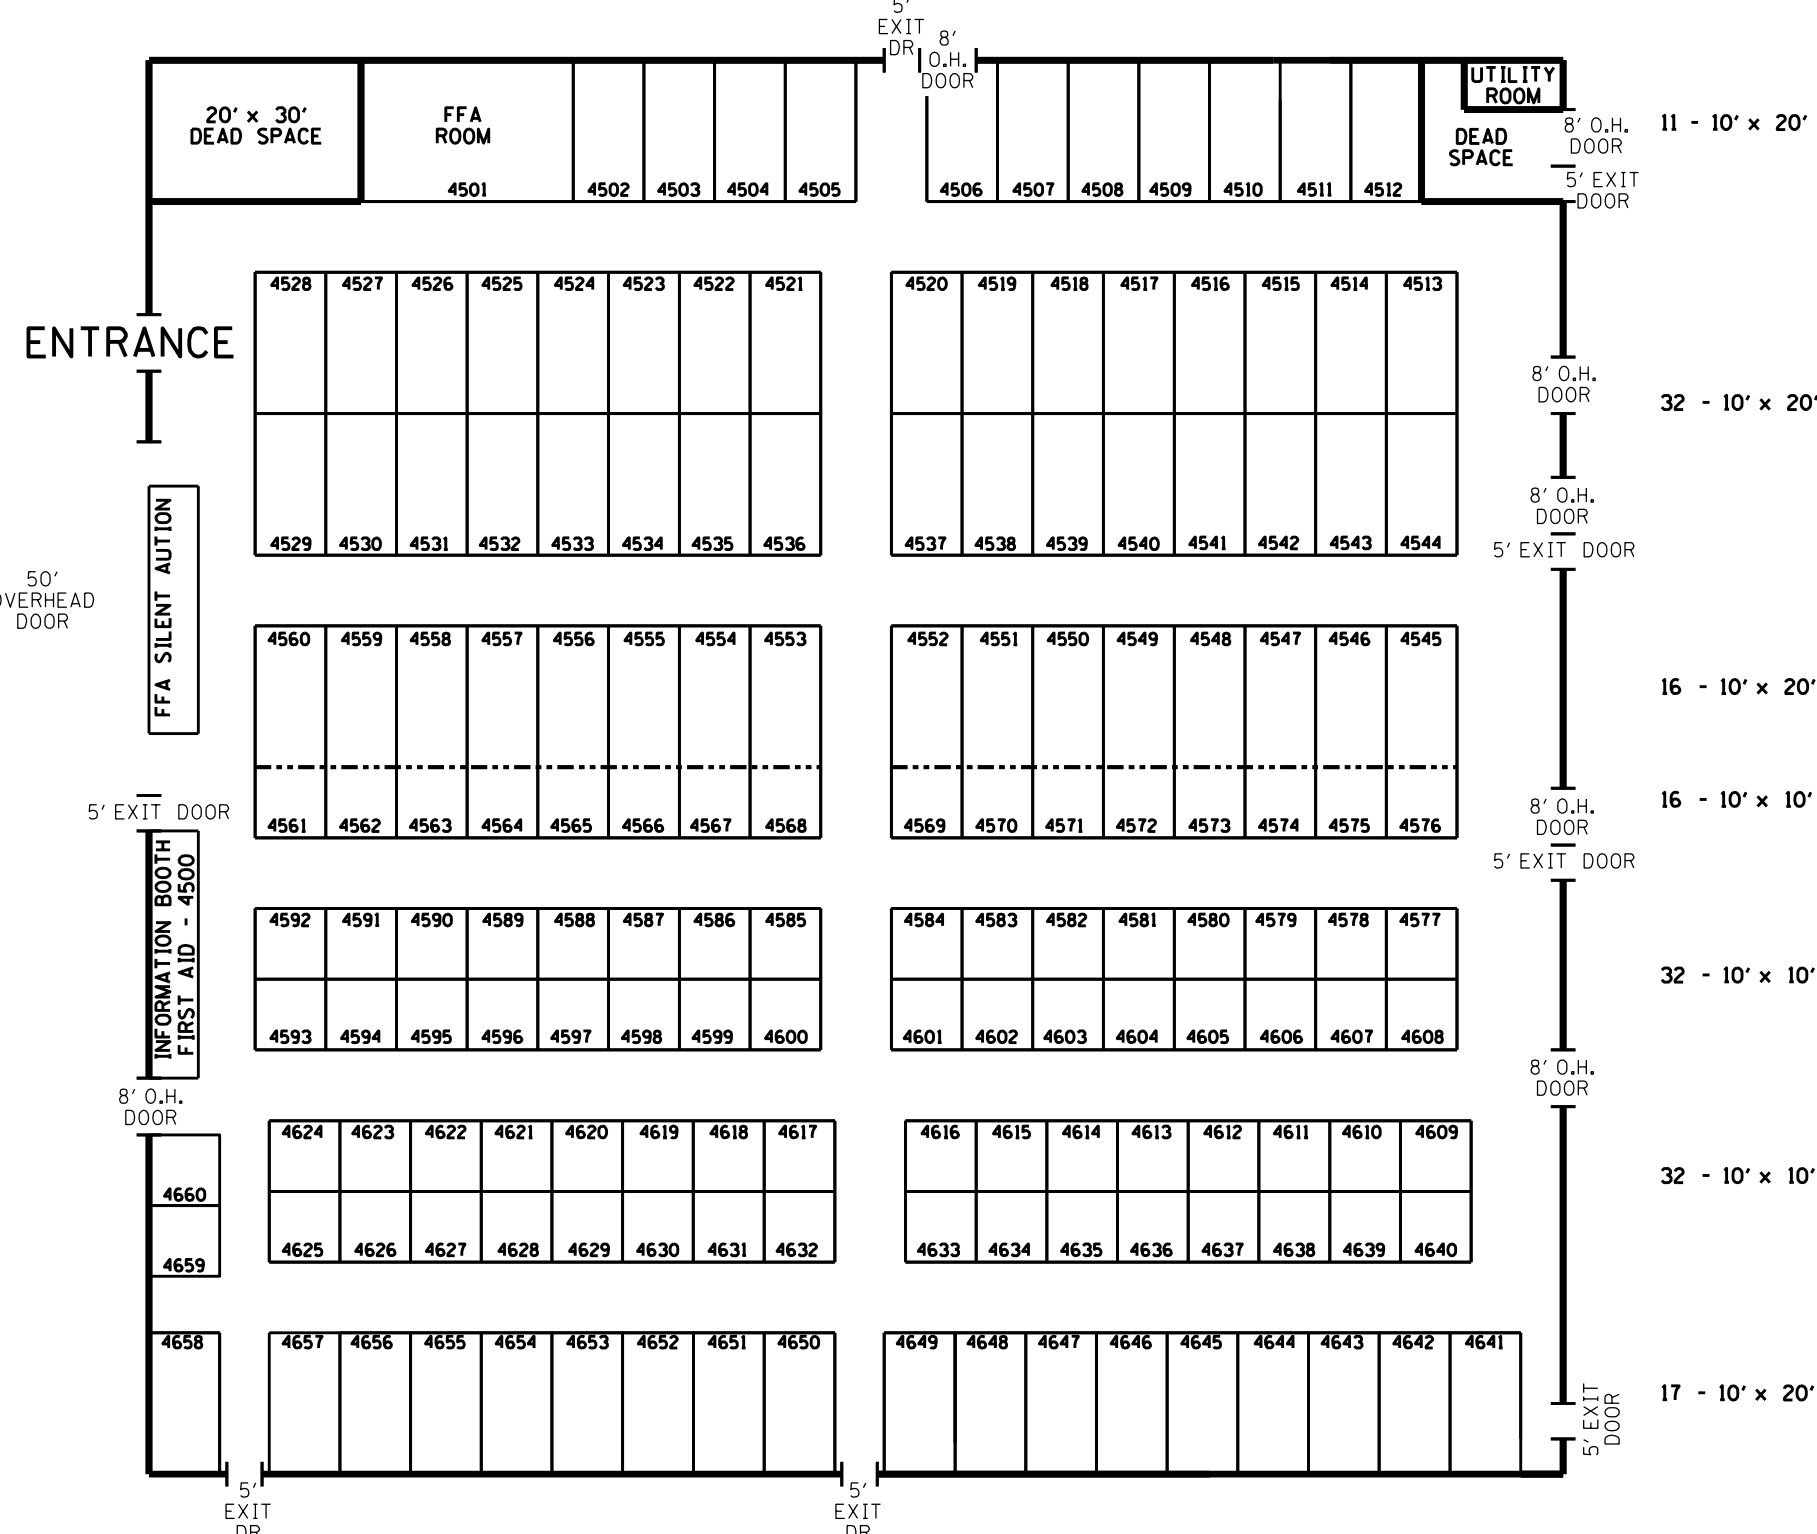 5'
EXIT
DR
8'
O.H.
DOOR
UTILITY
ROOM
20' x 30'
DEAD SPACE
FFA
ROOM
DEAD
SPACE
8' O.H.
DOOR
11 - 10' x 20'
5' EXIT
DOOR
4501 4502 4503 4504 4505 4506 4507 4508 4509 4510 4511 4512
4528 4527 4526 4525 4524 4523 4522 4521 4520 4519 4518 4517 4516 4515 4514 4513
ENTRANCE
8' O.H.
DOOR
32 - 10' x 20'
8' O.H.
DOOR
5' EXIT DOOR
4529 4530 4531 4532 4533 4534 4535 4536 4537 4538 4539 4540 4541 4542 4543 4544
FFA SILENT AUTION
50'
OVERHEAD
DOOR
4560 4559 4558 4557 4556 4555 4554 4553 4552 4551 4550 4549 4548 4547 4546 4545
16 - 10' x 20'
16 - 10' x 10'
5' EXIT DOOR
8' O.H.
DOOR
4561 4562 4563 4564 4565 4566 4567 4568 4569 4570 4571 4572 4573 4574 4575 4576
5' EXIT DOOR
INFORMATION BOOTH
FIRST AID - 4500
4592 4591 4590 4589 4588 4587 4586 4585 4584 4583 4582 4581 4580 4579 4578 4577
32 - 10' x 10'
4593 4594 4595 4596 4597 4598 4599 4600 4601 4602 4603 4604 4605 4606 4607 4608
8' O.H.
DOOR
8' O.H.
DOOR
4624 4623 4622 4621 4620 4619 4618 4617 4616 4615 4614 4613 4612 4611 4610 4609
32 - 10' x 10'
4660
4625 4626 4627 4628 4629 4630 4631 4632 4633 4634 4635 4636 4637 4638 4639 4640
4659
4658 4657 4656 4655 4654 4653 4652 4651 4650 4649 4648 4647 4646 4645 4644 4643 4642 4641
17 - 10' x 20'
5' EXIT
DOOR
5'
EXIT
DR
5'
EXIT
DR